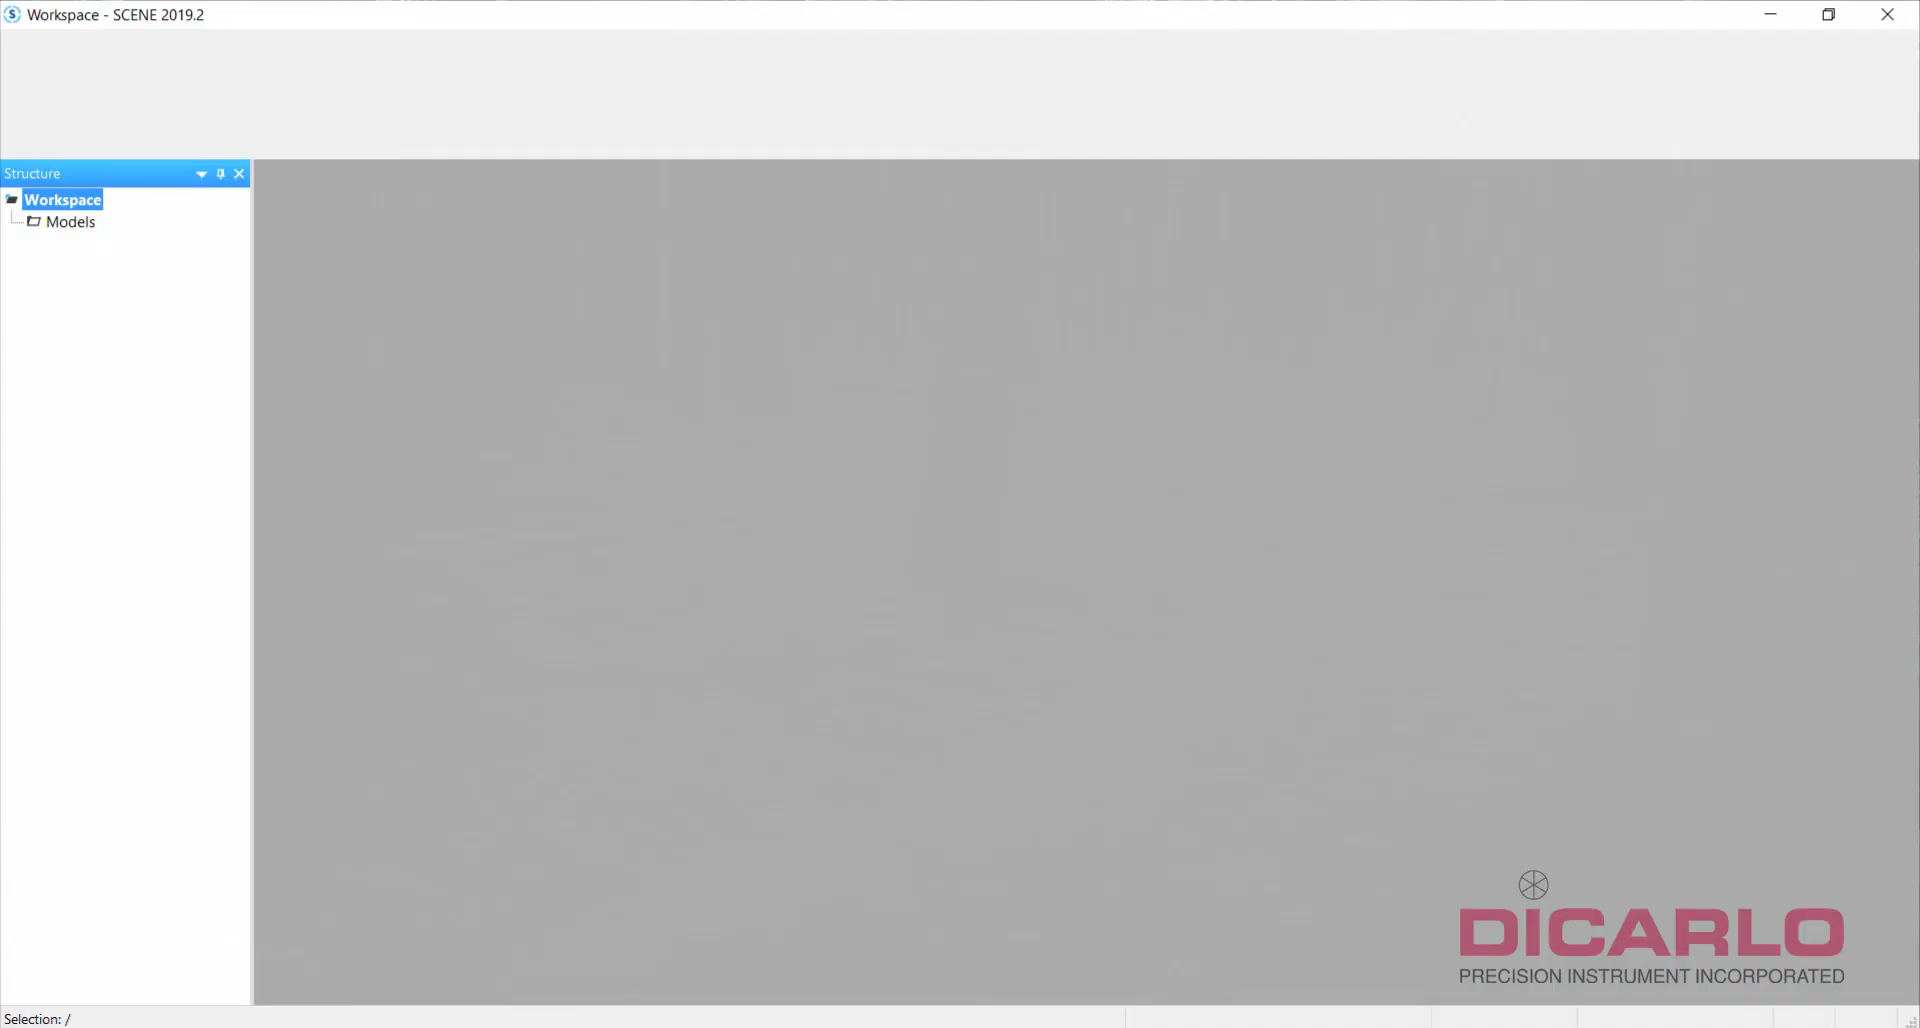 Workspace - SCENE 2019.2
Structure
Workspace
Models
DICARLO
PRECISION INSTRUMENT INCORPORATED
Selection: /